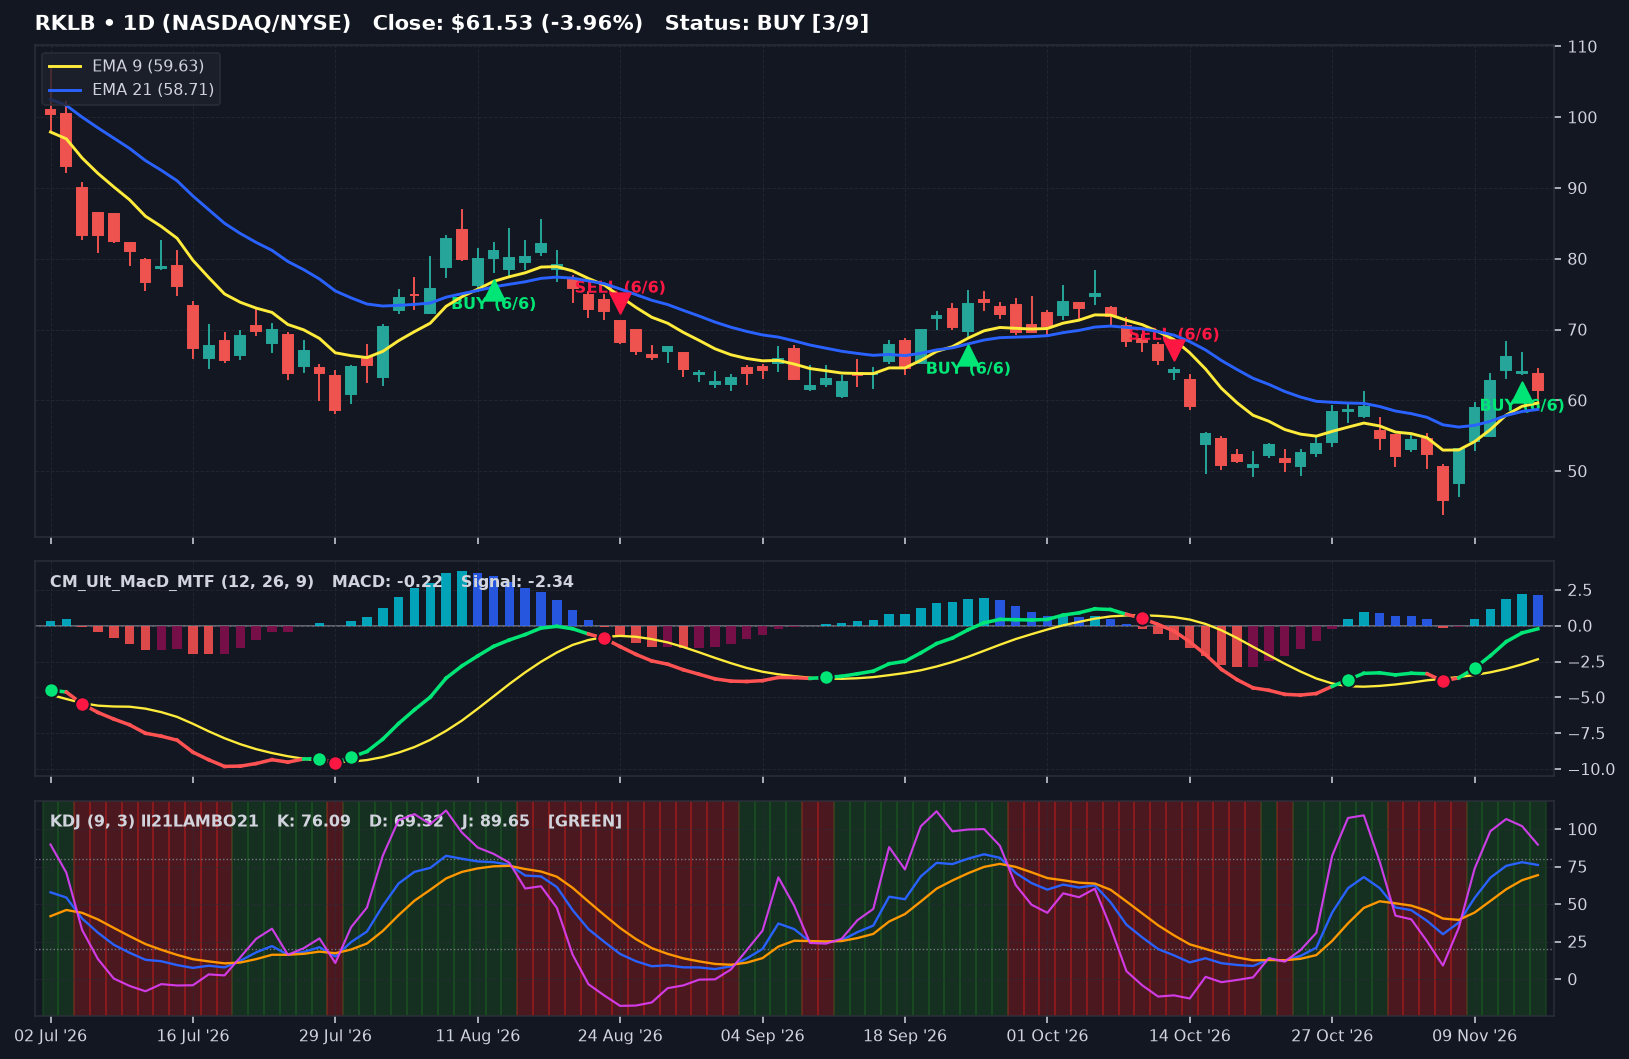 RKLB • 1D (NASDAQ/NYSE)   Close: $61.53 (-3.96%)   Status: BUY [3/9]
EMA 9 (59.63)
EMA 21 (58.71)
110
100
90
80
70
60
50
BUY (6/6)
SELL (6/6)
BUY (6/6)
SELL (6/6)
BUY (6/6)
CM_Ult_MacD_MTF (12, 26, 9)   MACD: -0.22   Signal: -2.34
2.5
0.0
−2.5
−5.0
−7.5
−10.0
KDJ (9, 3) II21LAMBO21   K: 76.09   D: 69.32   J: 89.65   [GREEN]
100
75
50
25
0
02 Jul '26
16 Jul '26
29 Jul '26
11 Aug '26
24 Aug '26
04 Sep '26
18 Sep '26
01 Oct '26
14 Oct '26
27 Oct '26
09 Nov '26